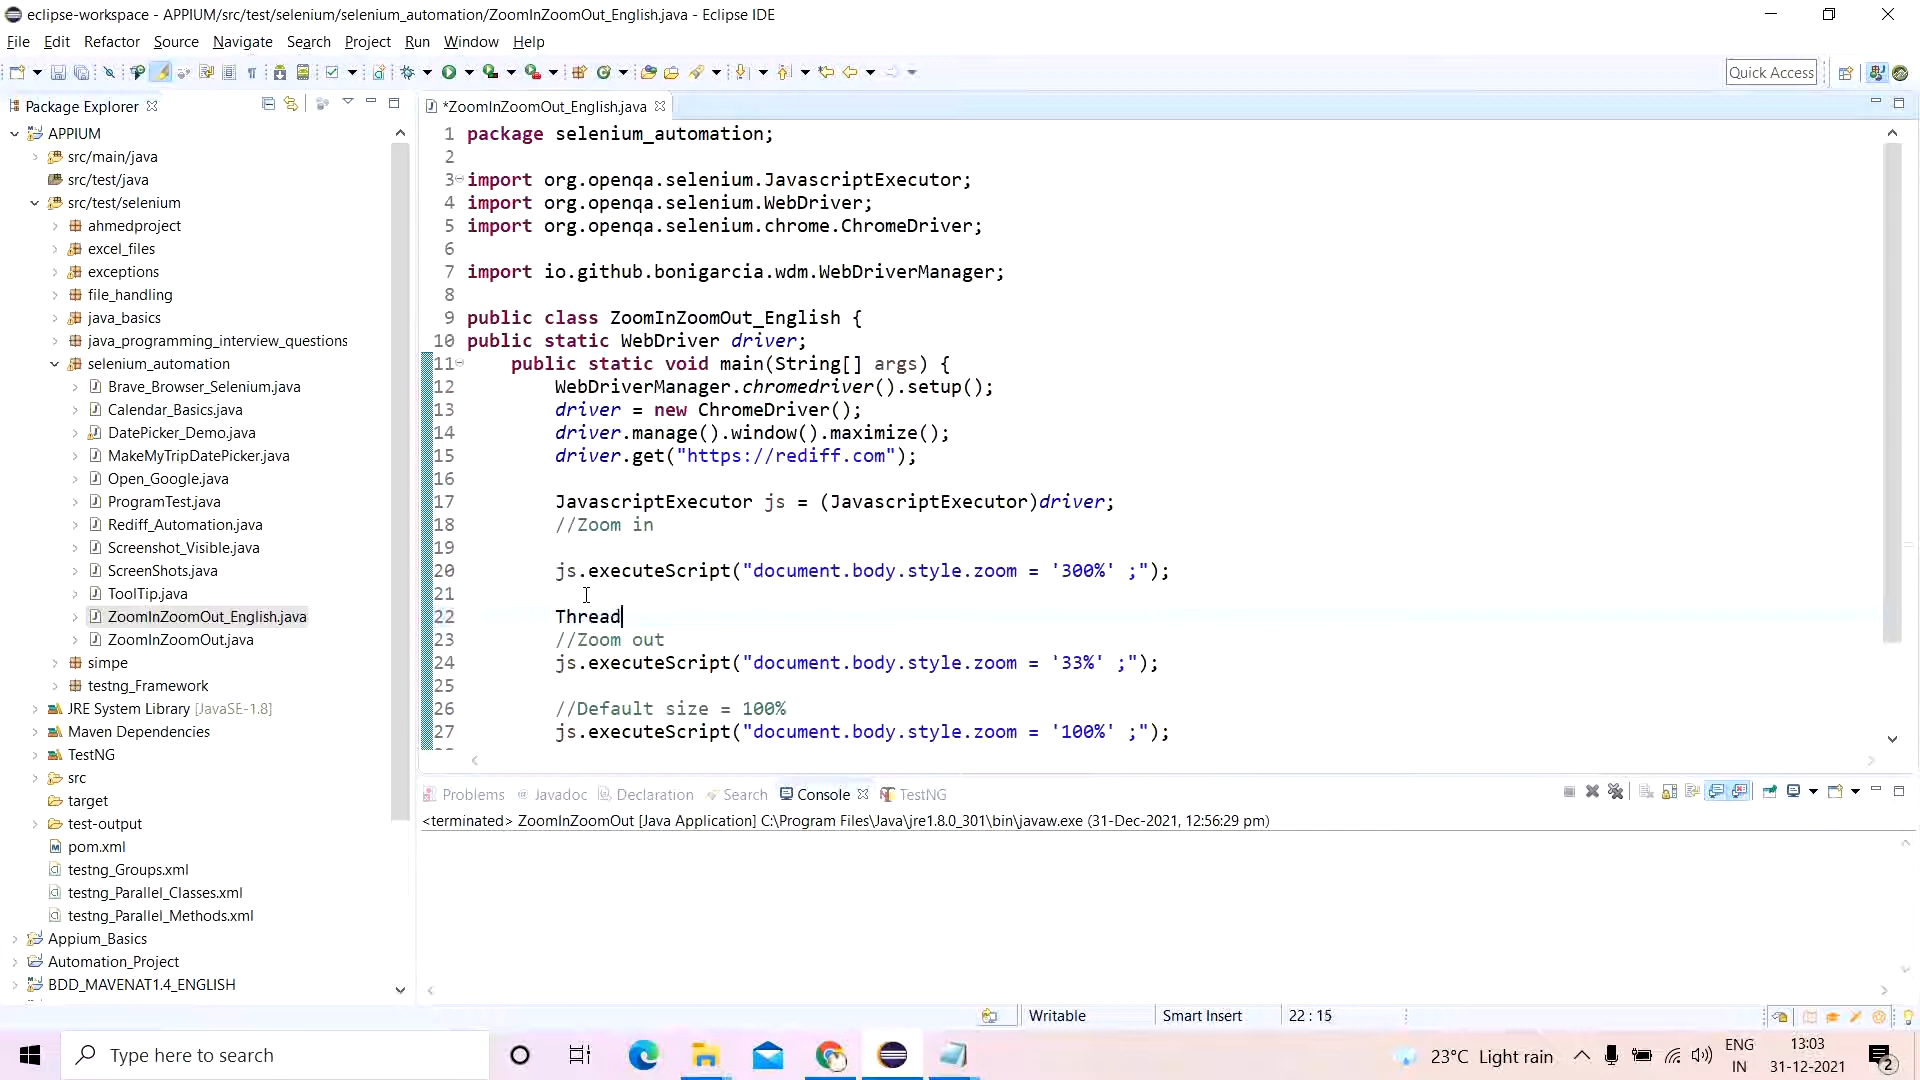 eclipse-workspace - APPIUM/src/test/selenium/selenium_automation/ZoomInZoomOut_English.java - Eclipse IDE
File Edit Refactor Source Navigate Search Project Run Window Help
Quick Access
Package Explorer
APPIUM
src/main/java
src/test/java
src/test/selenium
ahmedproject
excel_files
exceptions
file_handling
java_basics
java_programming_interview_questions
selenium_automation
Brave_Browser_Selenium.java
Calendar_Basics.java
DatePicker_Demo.java
MakeMyTripDatePicker.java
Open_Google.java
ProgramTest.java
Rediff_Automation.java
Screenshot_Visible.java
ScreenShots.java
ToolTip.java
ZoomInZoomOut_English.java
ZoomInZoomOut.java
simpe
testng_Framework
JRE System Library [JavaSE-1.8]
Maven Dependencies
TestNG
src
target
test-output
pom.xml
testng_Groups.xml
testng_Parallel_Classes.xml
testng_Parallel_Methods.xml
Appium_Basics
Automation_Project
BDD_MAVENAT1.4_ENGLISH
*ZoomInZoomOut_English.java
1 package selenium_automation;
2
3 import org.openqa.selenium.JavascriptExecutor;
4 import org.openqa.selenium.WebDriver;
5 import org.openqa.selenium.chrome.ChromeDriver;
6
7 import io.github.bonigarcia.wdm.WebDriverManager;
8
9 public class ZoomInZoomOut_English {
10 public static WebDriver driver;
11 public static void main(String[] args) {
12 WebDriverManager.chromedriver().setup();
13 driver = new ChromeDriver();
14 driver.manage().window().maximize();
15 driver.get("https://rediff.com");
16
17 JavascriptExecutor js = (JavascriptExecutor)driver;
18 //Zoom in
19
20 js.executeScript("document.body.style.zoom = '300%' ;");
21
22 Thread
23 //Zoom out
24 js.executeScript("document.body.style.zoom = '33%' ;");
25
26 //Default size = 100%
27 js.executeScript("document.body.style.zoom = '100%' ;");
Problems Javadoc Declaration Search Console TestNG
<terminated> ZoomInZoomOut [Java Application] C:\Program Files\Java\jre1.8.0_301\bin\javaw.exe (31-Dec-2021, 12:56:29 pm)
Writable Smart Insert 22 : 15
Type here to search
23°C Light rain
ENG
IN
13:03
31-12-2021
2